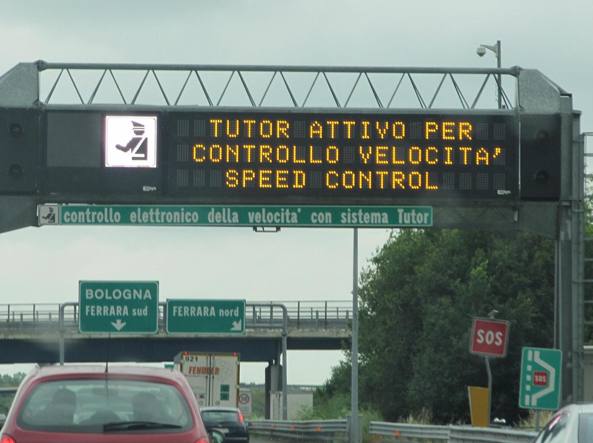 TUTOR ATTIVO PER
CONTROLLO VELOCITA'
SPEED CONTROL
controllo elettronico della velocita' con sistema Tutor
BOLOGNA
FERRARA sud
FERRARA nord
SOS
SOS